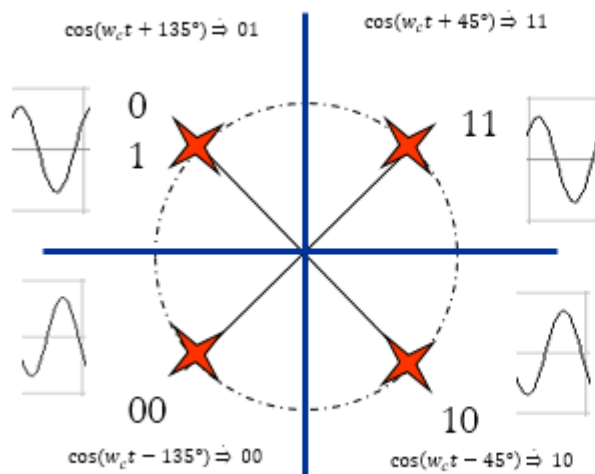 cos(w_c t + 135°) ⇒ 01
cos(w_c t + 45°) ⇒ 11
0
1
11
00
10
cos(w_c t − 135°) ⇒ 00
cos(w_c t − 45°) ⇒ 10